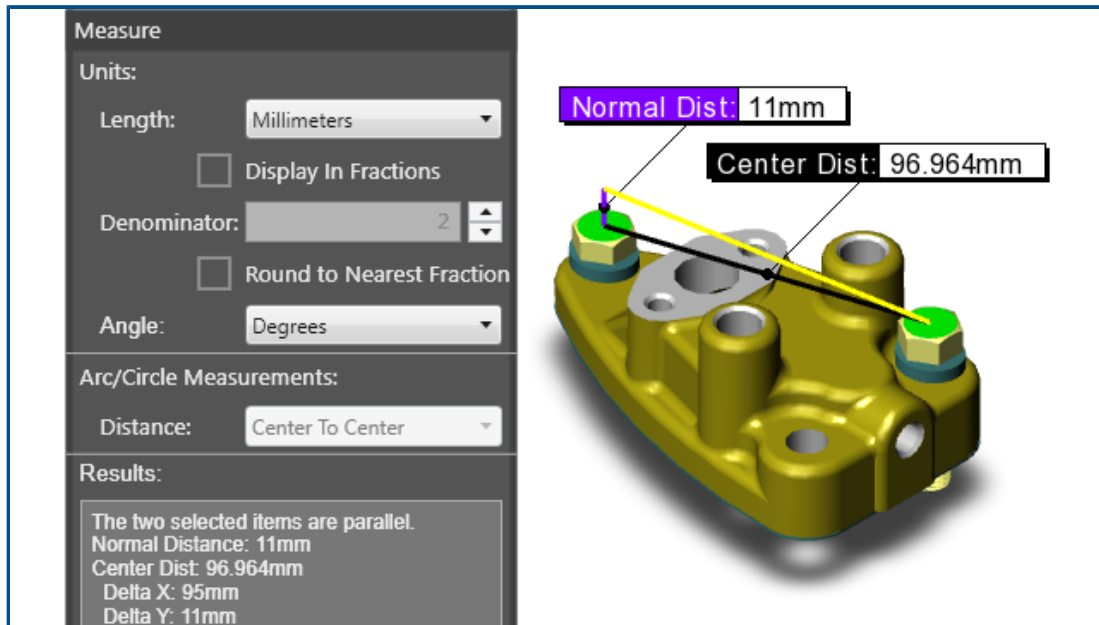 Measure
Units:
Length: Millimeters
Display In Fractions
Denominator: 2
Round to Nearest Fraction
Angle: Degrees
Arc/Circle Measurements:
Distance: Center To Center
Results:
The two selected items are parallel.
Normal Distance: 11mm
Center Dist: 96.964mm
Delta X: 95mm
Delta Y: 11mm
Normal Dist: 11mm
Center Dist: 96.964mm